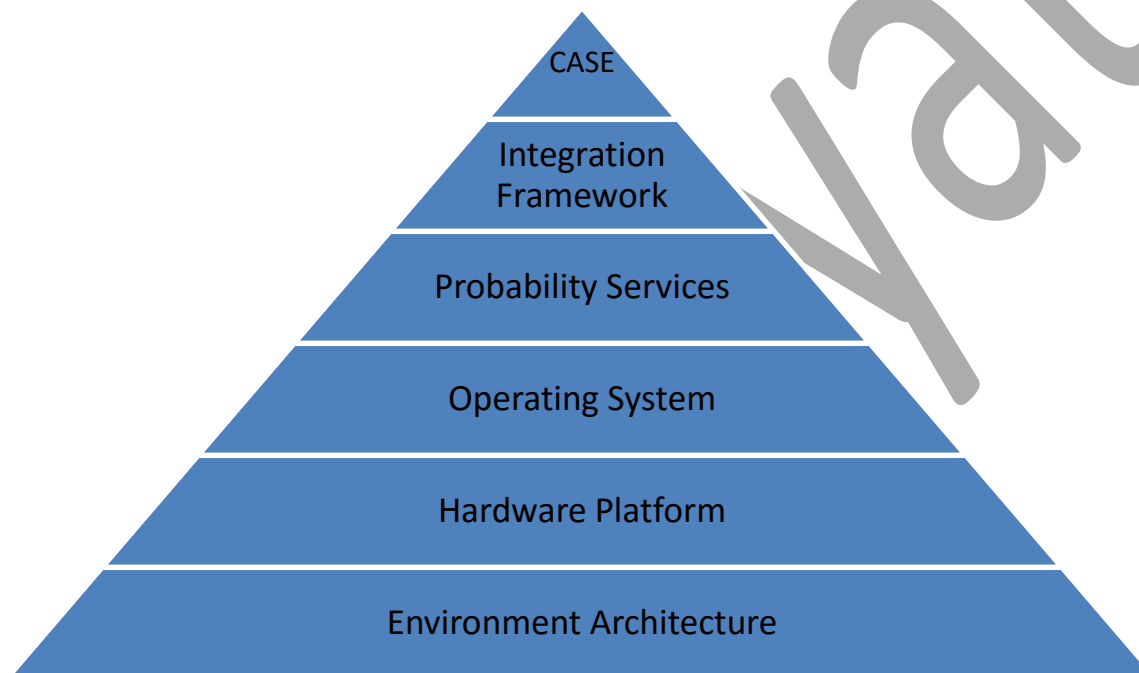 CASE
Integration
Framework
Probability Services
Operating System
Hardware Platform
Environment Architecture